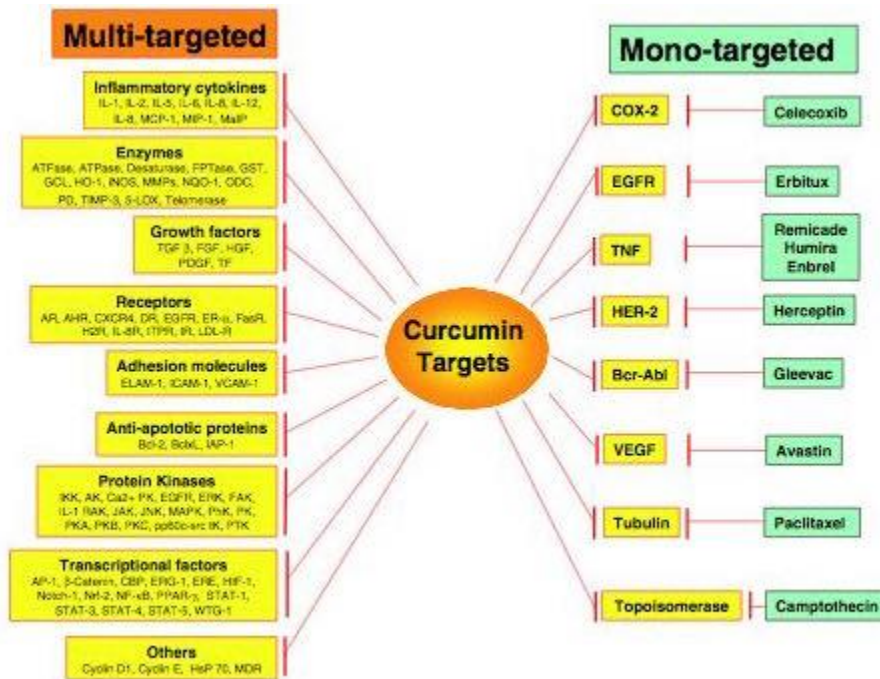 Multi-targeted
Inflammatory cytokines
IL-1, IL-2, IL-5, IL-6, IL-8, IL-12,
IL-8, MCP-1, MIP-1, MaIP
Enzymes
ATFase, ATPase, Desaturase, FPTase, GST,
GCL, HO-1, iNOS, MMPs, NQO-1, ODC,
PD, TIMP-3, 5-LOX, Telomerase
Growth factors
TGF β, FGF, HGF,
PDGF, TF
Receptors
AR, AHR, CXCR4, DR, EGFR, ER-α, FasR,
H2R, IL-8R, ITPR, IR, LDL-R
Adhesion molecules
ELAM-1, ICAM-1, VCAM-1
Anti-apototic proteins
Bcl-2, BclxL, IAP-1
Protein Kinases
IKK, AK, Ca2+ PK, EGFR, ERK, FAK,
IL-1 RAK, JAK, JNK, MAPK, PhK, PK,
PKA, PKB, PKC, pp60c-src tK, PTK
Transcriptional factors
AP-1, β-Catenin, CBP, ERG-1, ERE, HIF-1,
Notch-1, Nrf-2, NF-κB, PPAR-γ, STAT-1,
STAT-3, STAT-4, STAT-5, WTG-1
Others
Cyclin D1, Cyclin E, HsP 70, MDR
Curcumin
Targets
Mono-targeted
COX-2
Celecoxib
EGFR
Erbitux
TNF
Remicade
Humira
Enbrel
HER-2
Herceptin
Bcr-Abl
Gleevac
VEGF
Avastin
Tubulin
Paclitaxel
Topoisomerase
Camptothecin